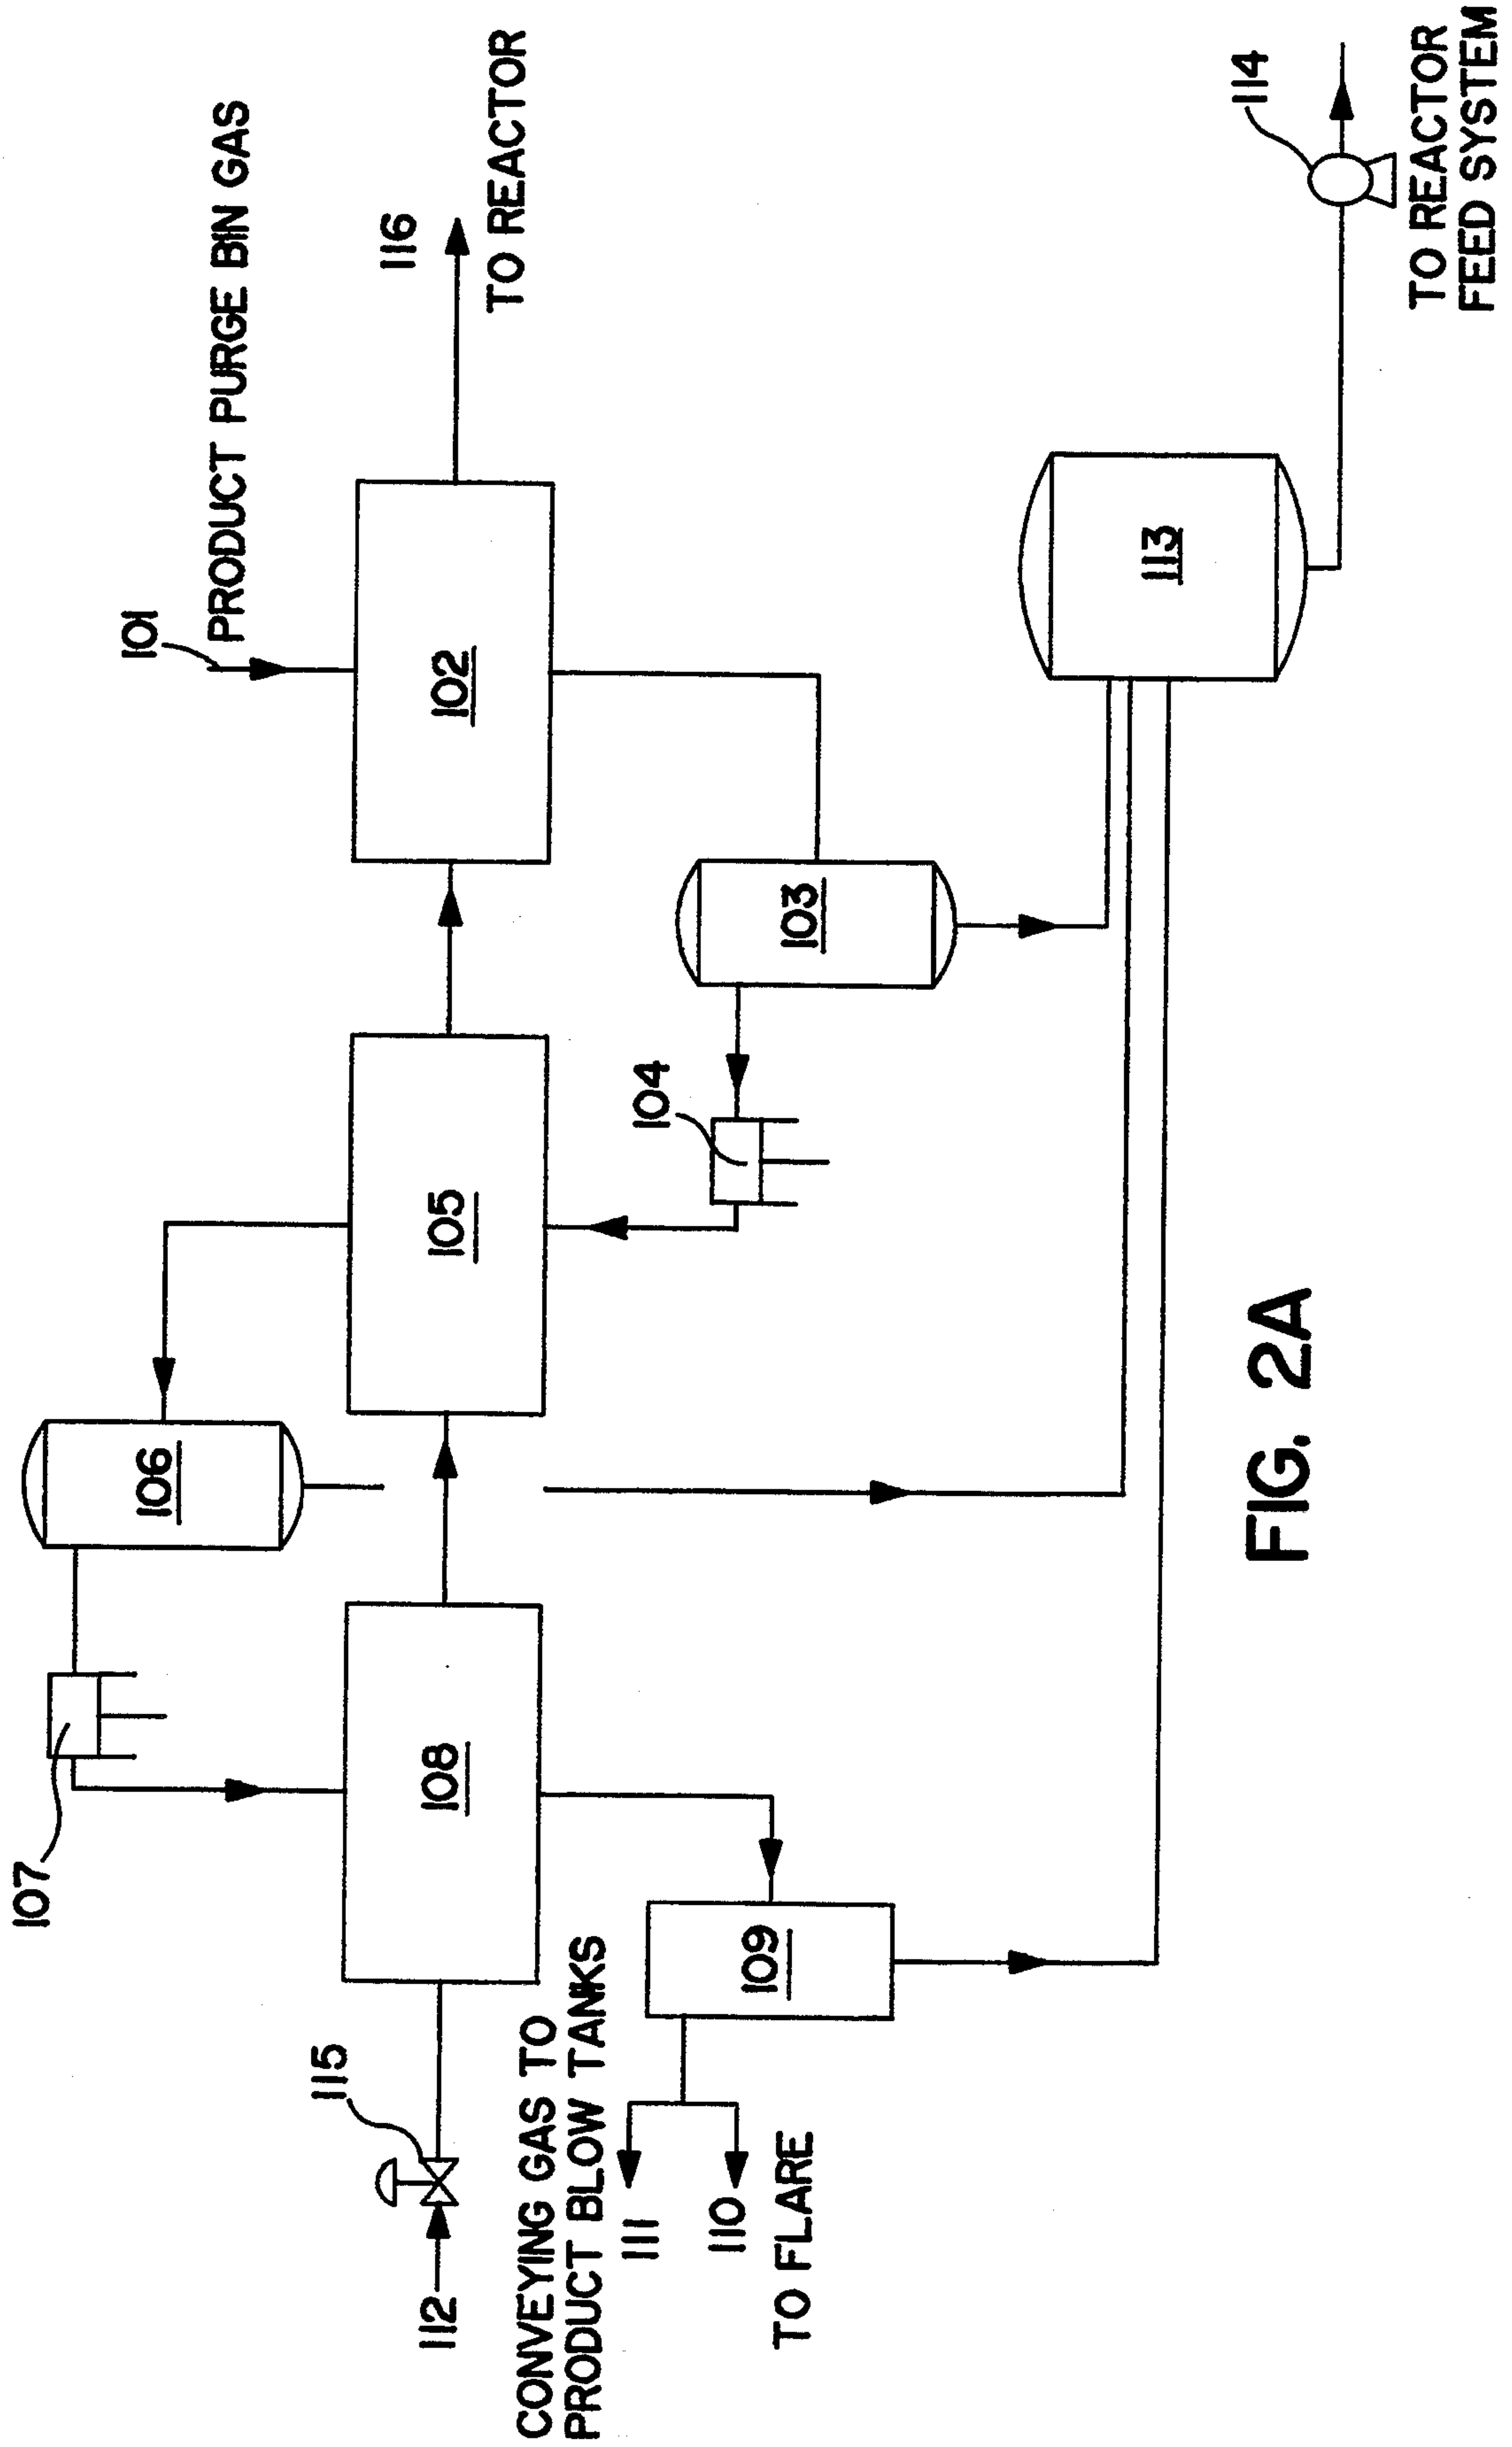 101
PRODUCT PURGE BIN GAS
116
TO REACTOR
102
103
104
105
106
107
108
109
115
112
CONVEYING GAS TO
PRODUCT BLOW TANKS
111
110
TO FLARE
113
114
TO REACTOR
FEED SYSTEM
FIG. 2A